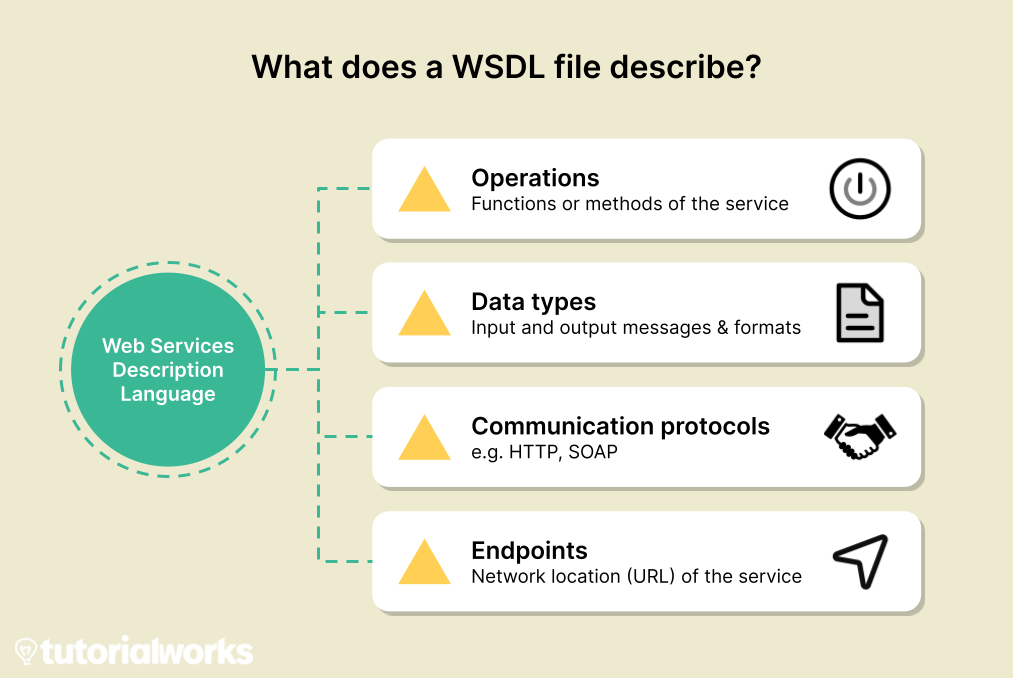 What does a WSDL file describe?
Web Services
Description
Language
Operations
Functions or methods of the service
Data types
Input and output messages & formats
Communication protocols
e.g. HTTP, SOAP
Endpoints
Network location (URL) of the service
tutorialworks